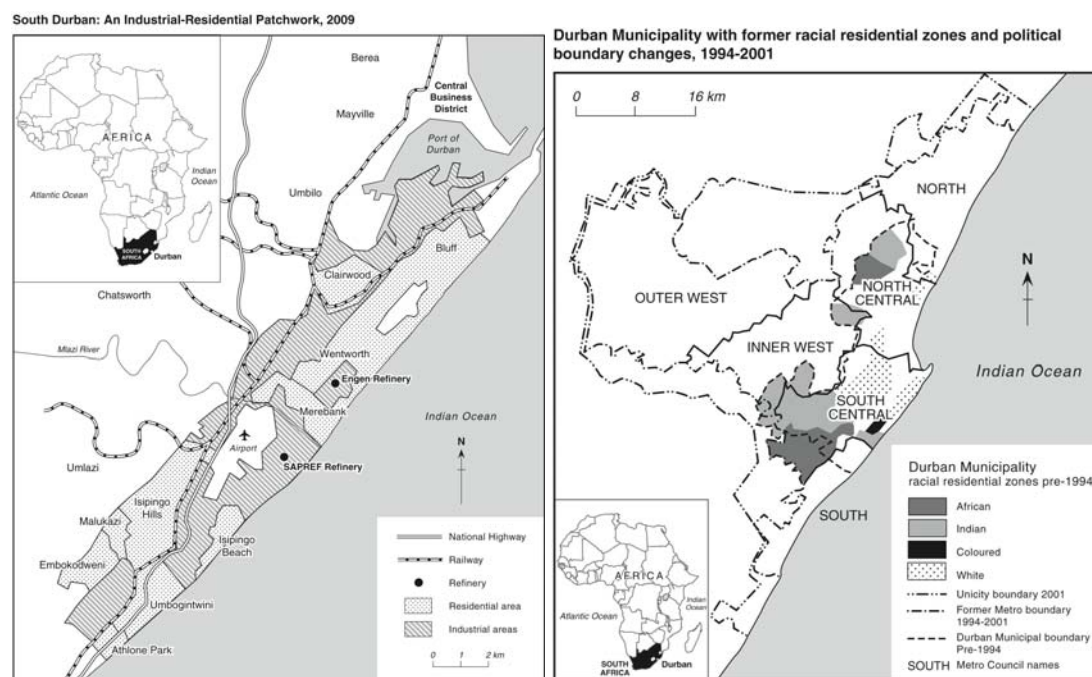 South Durban: An Industrial-Residential Patchwork, 2009
AFRICA
Atlantic Ocean
Indian
Ocean
SOUTH
AFRICA
Durban
Berea
Central
Business
District
Mayville
Port of
Durban
Umbilo
Bluff
Clairwood
Chatsworth
Mlazi River
Wentworth
Engen Refinery
Merebank
Indian Ocean
N
Airport
SAPREF Refinery
Umlazi
Isipingo
Hills
Malukazi
Isipingo
Beach
Embokodweni
Umbogintwini
Athlone Park
National Highway
Railway
Refinery
Residential area
Industrial areas
0 1 2 km
Durban Municipality with former racial residential zones and political
boundary changes, 1994-2001
0 8 16 km
NORTH
N
NORTH
CENTRAL
OUTER WEST
INNER WEST
Indian Ocean
SOUTH
CENTRAL
SOUTH
AFRICA
Atlantic Ocean
Indian
Ocean
SOUTH
AFRICA
Durban
Durban Municipality
racial residential zones pre-1994
African
Indian
Coloured
White
Unicity boundary 2001
Former Metro boundary
1994-2001
Durban Municipal boundary
Pre-1994
SOUTH Metro Council names